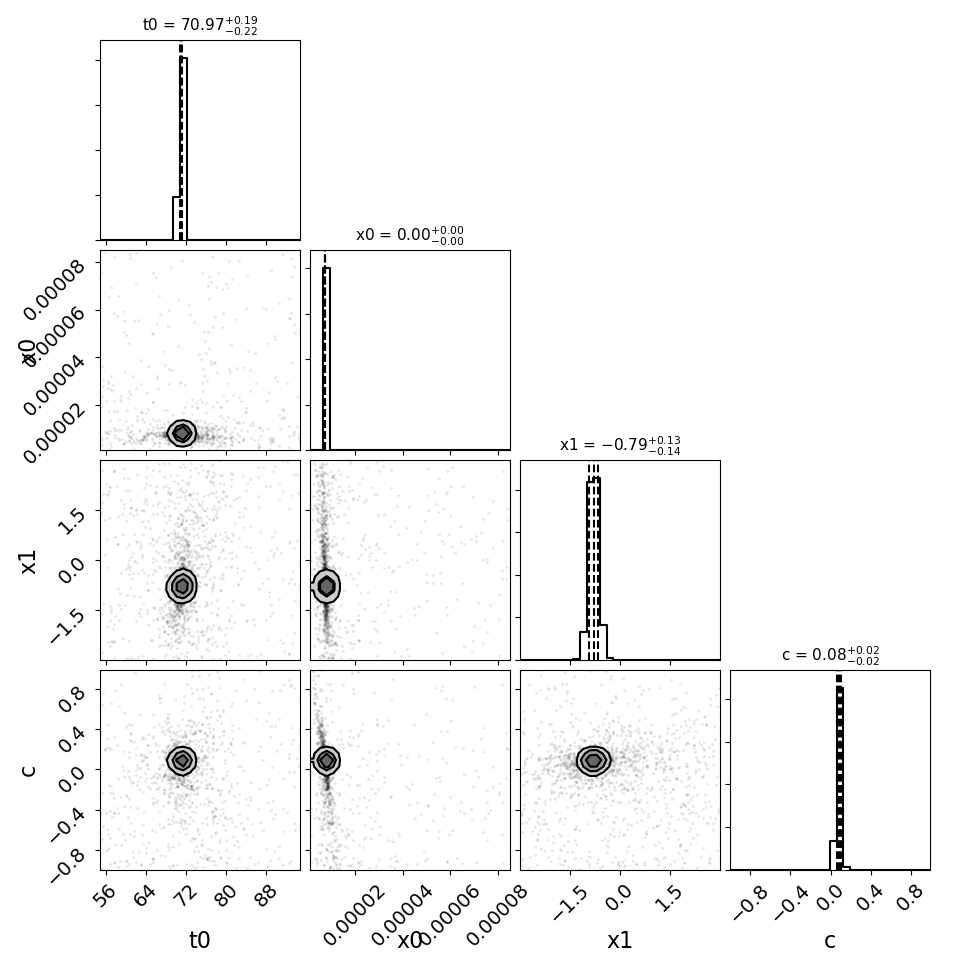 t0 = 70.97+0.19 −0.22
x0 = 0.00+0.00 −0.00
0.00008
0.00006
0.00004
0.00002
x0
x1 = −0.79+0.13 −0.14
1.5
0.0
−1.5
x1
c = 0.08+0.02 −0.02
0.8
0.4
0.0
−0.4
−0.8
c
56 64 72 80 88
0.00002 0.00004 0.00006 0.00008
−1.5 0.0 1.5
−0.8 −0.4 0.0 0.4 0.8
t0 x0 x1 c